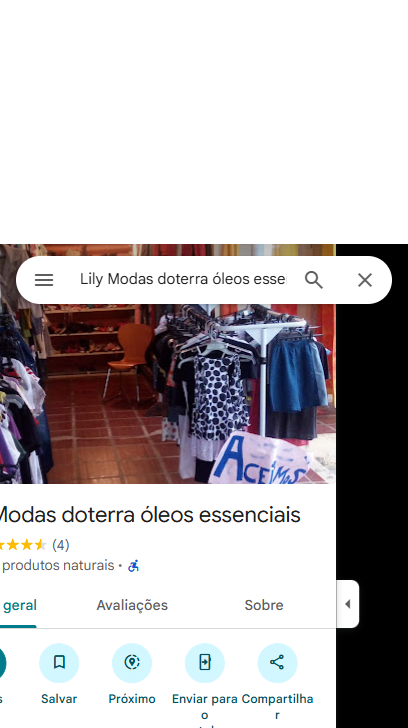 Lily Modas doterra óleos esse
ACEITAMOS
Modas doterra óleos essenciais
(4)
produtos naturais ·
geral
Avaliações
Sobre
s
Salvar
Próximo
Enviar para
o
Compartilha
r